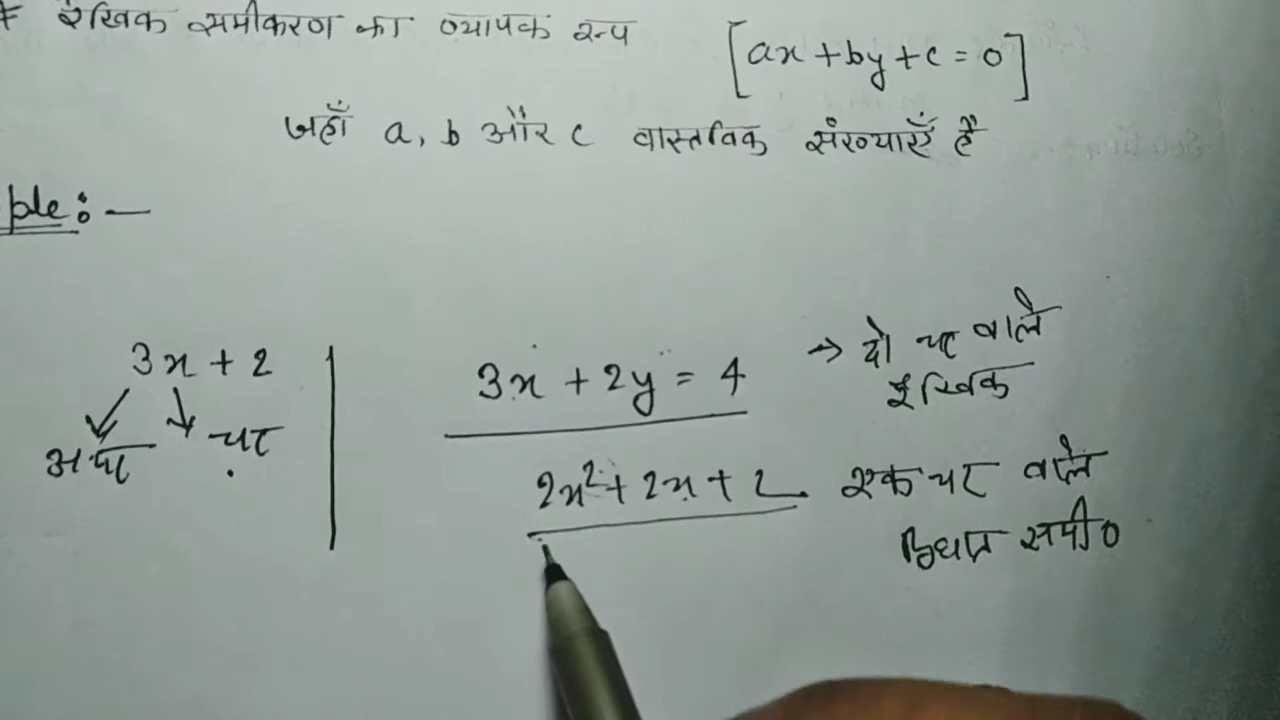 रैखिक समीकरण का व्यापक रूप [ax + by + c = 0]
जहाँ a, b और c वास्तविक संख्याएँ है
ple : —
3x + 2
अचर चर
3x + 2y = 4 → दो चर वाले
रैखिक
2x² + 2x + 2 एक चर वाले
द्विघात समी०